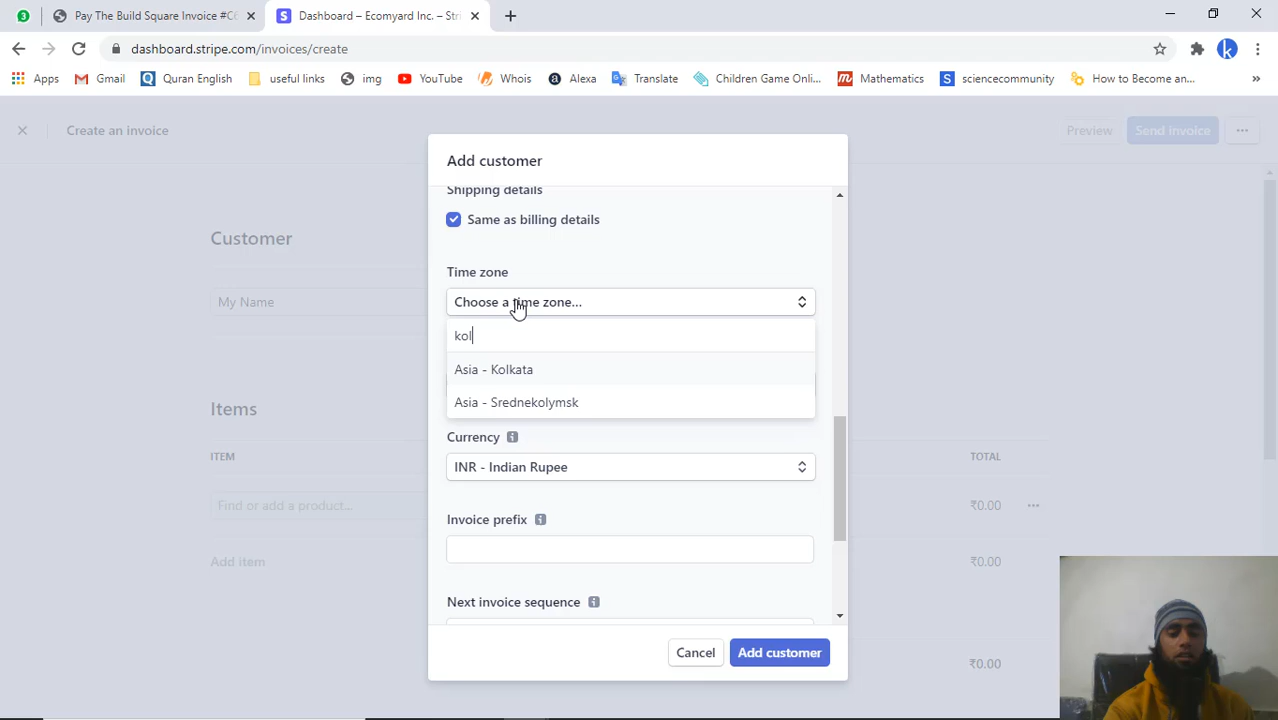 3
Pay The Build Square Invoice #C6
Dashboard – Ecomyard Inc. – Stri
dashboard.stripe.com/invoices/create
Apps
Gmail
Quran English
useful links
img
YouTube
Whois
Alexa
Translate
Children Game Onli...
Mathematics
sciencecommunity
How to Become an...
»
Create an invoice
Preview
Send invoice
Add customer
Shipping details
Same as billing details
Customer
Time zone
My Name
Choose a time zone...
kol
Asia - Kolkata
Asia - Srednekolymsk
Items
Currency
ITEM
TOTAL
INR - Indian Rupee
Find or add a product...
₹0.00
Invoice prefix
Add item
₹0.00
Next invoice sequence
Cancel
Add customer
₹0.00